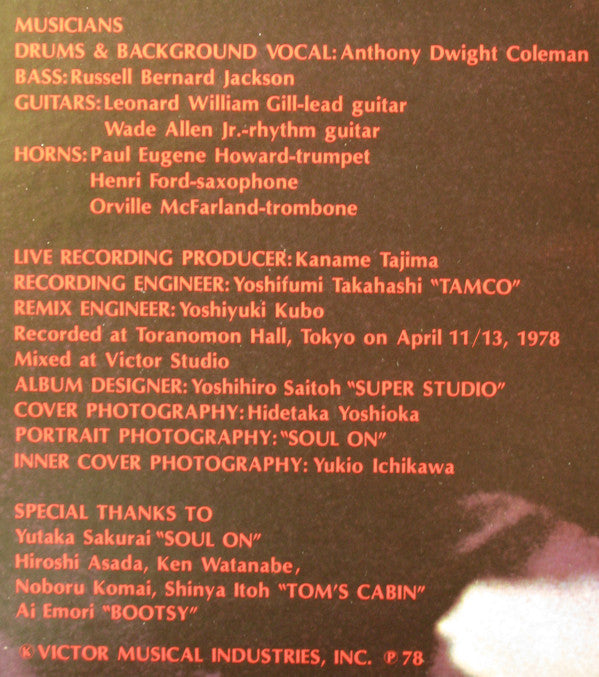 MUSICIANS
DRUMS & BACKGROUND VOCAL: Anthony Dwight Coleman
BASS: Russell Bernard Jackson
GUITARS: Leonard William Gill-lead guitar
Wade Allen Jr.-rhythm guitar
HORNS: Paul Eugene Howard-trumpet
Henri Ford-saxophone
Orville McFarland-trombone
LIVE RECORDING PRODUCER: Kaname Tajima
RECORDING ENGINEER: Yoshifumi Takahashi "TAMCO"
REMIX ENGINEER: Yoshiyuki Kubo
Recorded at Toranomon Hall, Tokyo on April 11/13, 1978
Mixed at Victor Studio
ALBUM DESIGNER: Yoshihiro Saitoh "SUPER STUDIO"
COVER PHOTOGRAPHY: Hidetaka Yoshioka
PORTRAIT PHOTOGRAPHY: "SOUL ON"
INNER COVER PHOTOGRAPHY: Yukio Ichikawa
SPECIAL THANKS TO
Yutaka Sakurai "SOUL ON"
Hiroshi Asada, Ken Watanabe,
Noboru Komai, Shinya Itoh "TOM'S CABIN"
Ai Emori "BOOTSY"
Ⓚ VICTOR MUSICAL INDUSTRIES, INC. Ⓟ 78